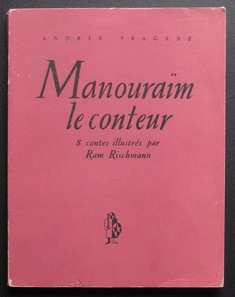 ANDRÉE FRAGANE
Manouraïm
le conteur
8 contes illustrés par
Ram Rischmann